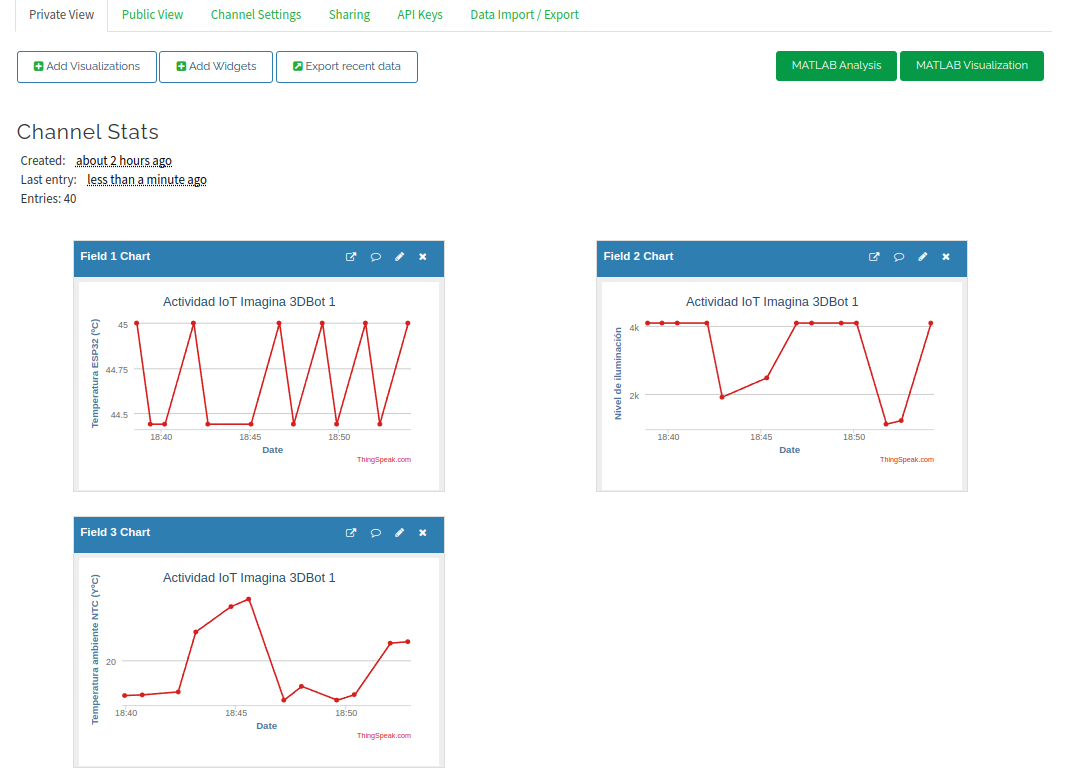 Private View Public View Channel Settings Sharing API Keys Data Import / Export
Add Visualizations Add Widgets Export recent data MATLAB Analysis MATLAB Visualization
Channel Stats
Created: about 2 hours ago
Last entry: less than a minute ago
Entries: 40
Field 1 Chart
Actividad IoT Imagina 3DBot 1
Temperatura ESP32 (ºC)
45
44.75
44.5
18:40 18:45 18:50
Date
ThingSpeak.com
Field 2 Chart
Actividad IoT Imagina 3DBot 1
Nivel de iluminación
4k
2k
18:40 18:45 18:50
Date
ThingSpeak.com
Field 3 Chart
Actividad IoT Imagina 3DBot 1
Temperatura ambiente NTC (YºC)
20
18:40 18:45 18:50
Date
ThingSpeak.com